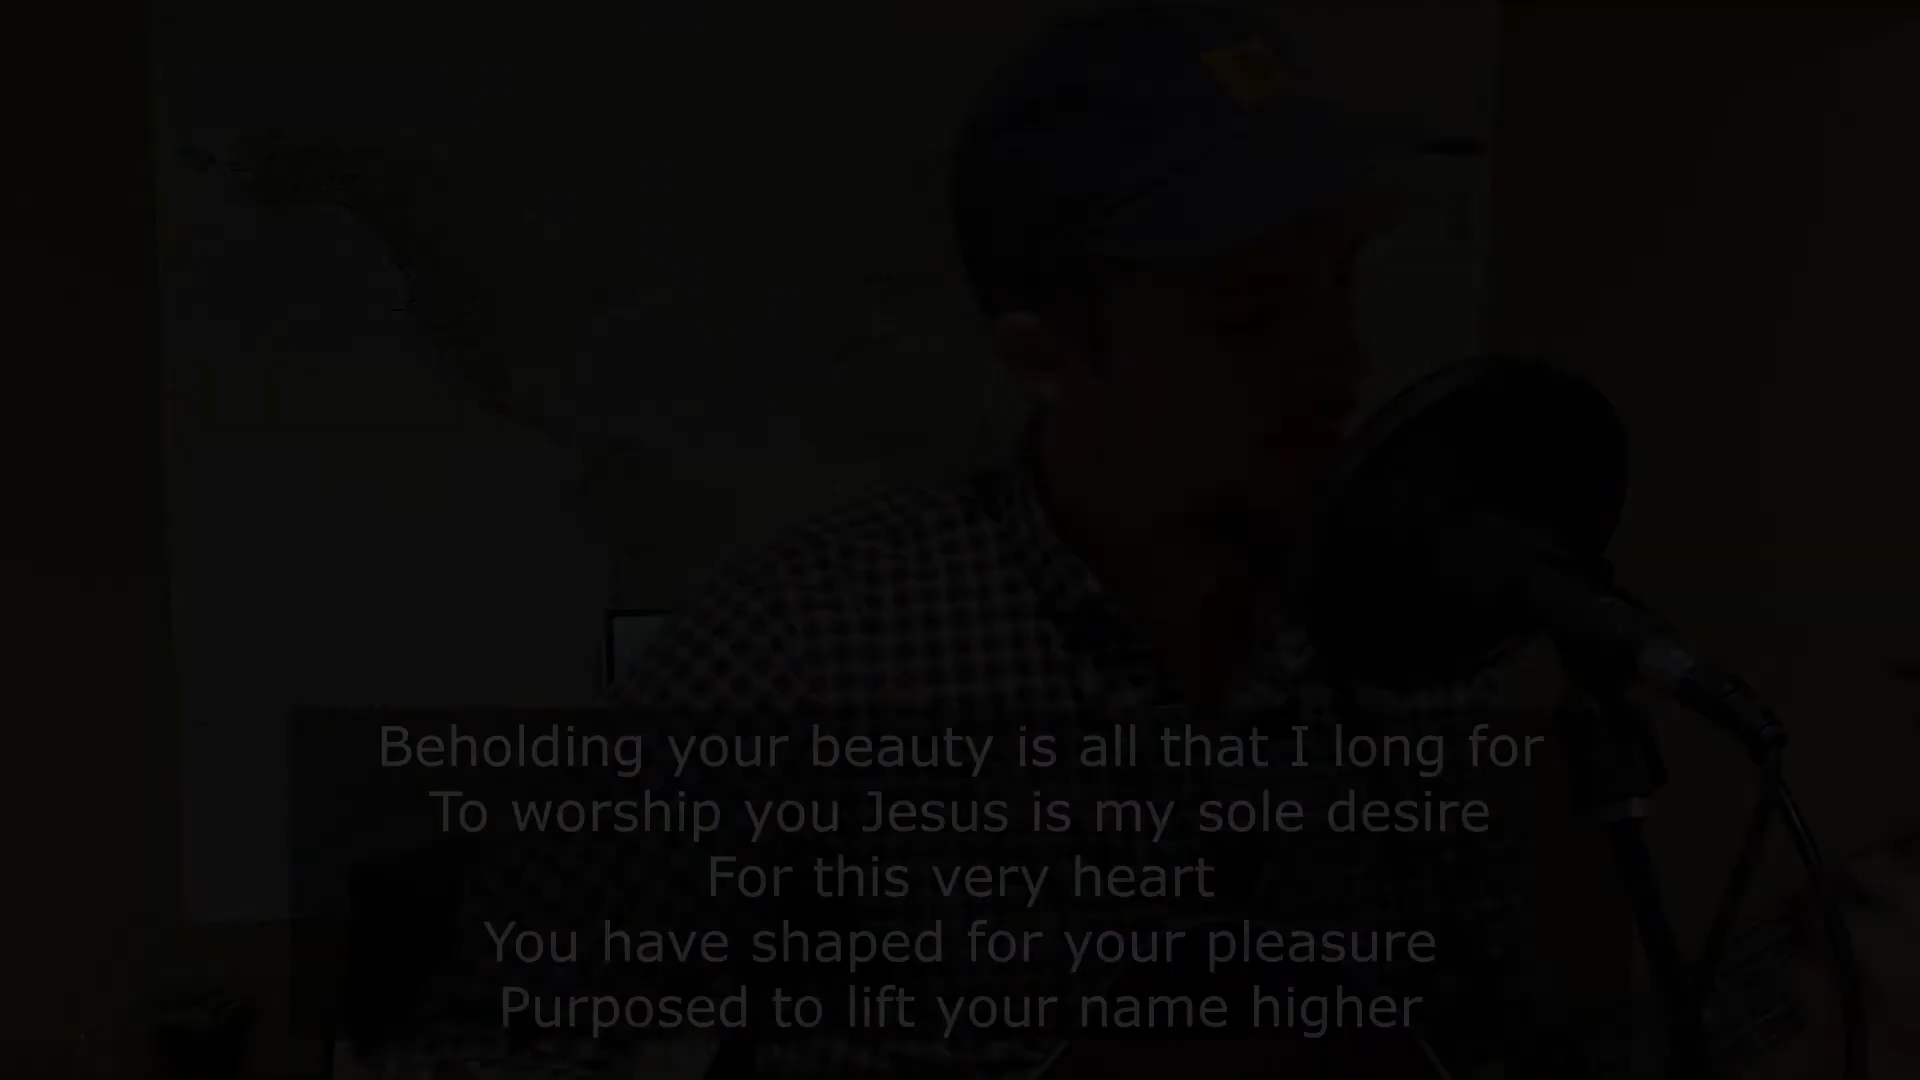 Beholding your beauty is all that I long for
To worship you Jesus is my sole desire
For this very heart
You have shaped for your pleasure
Purposed to lift your name higher